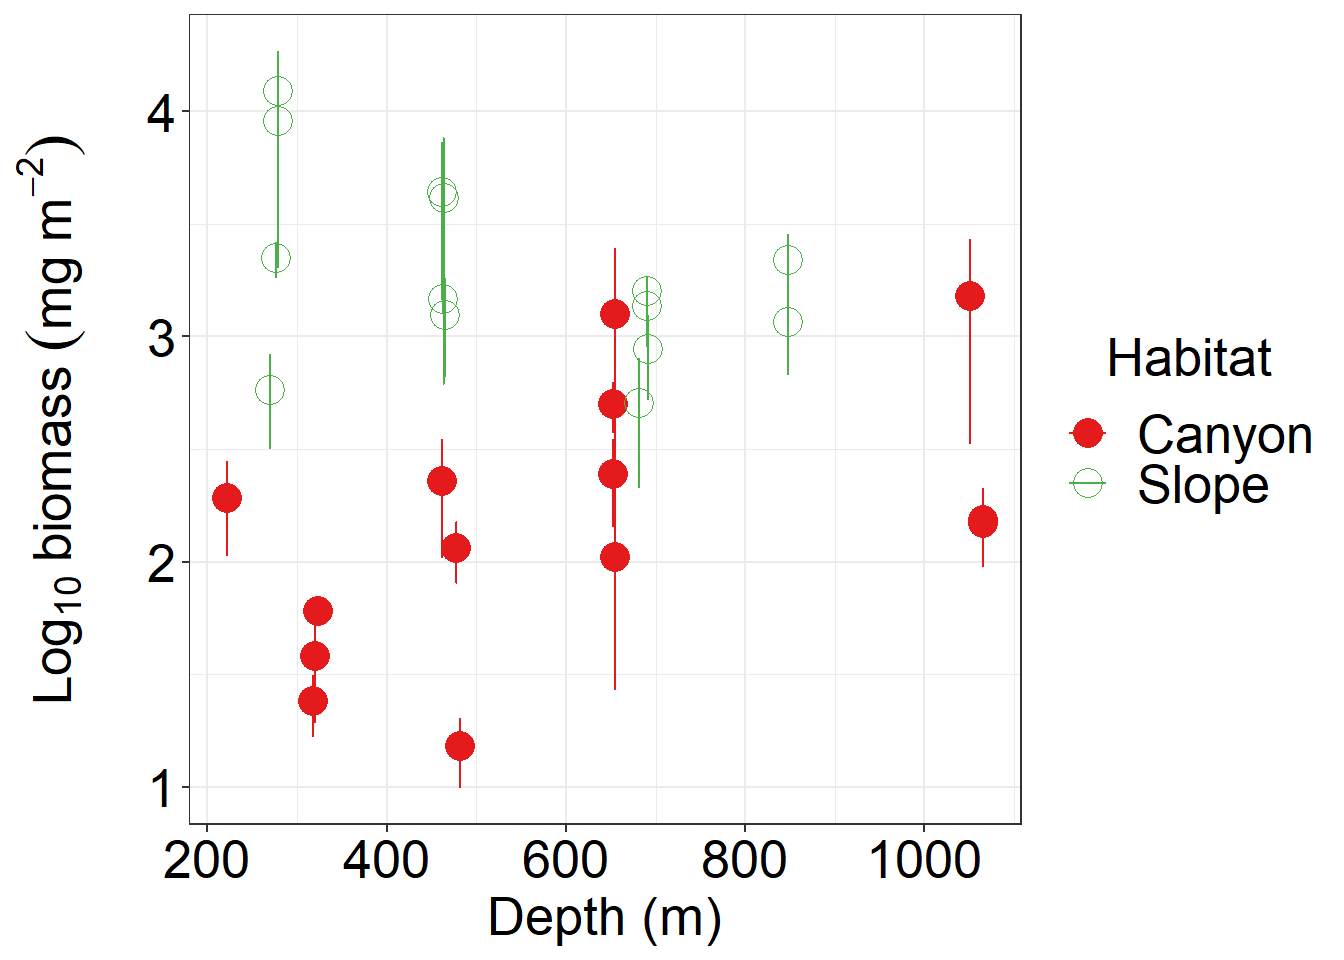 4
3
2
1
200 400 600 800 1000
Depth (m)
Log₁₀ biomass (mg m⁻²)
Habitat
Canyon
Slope